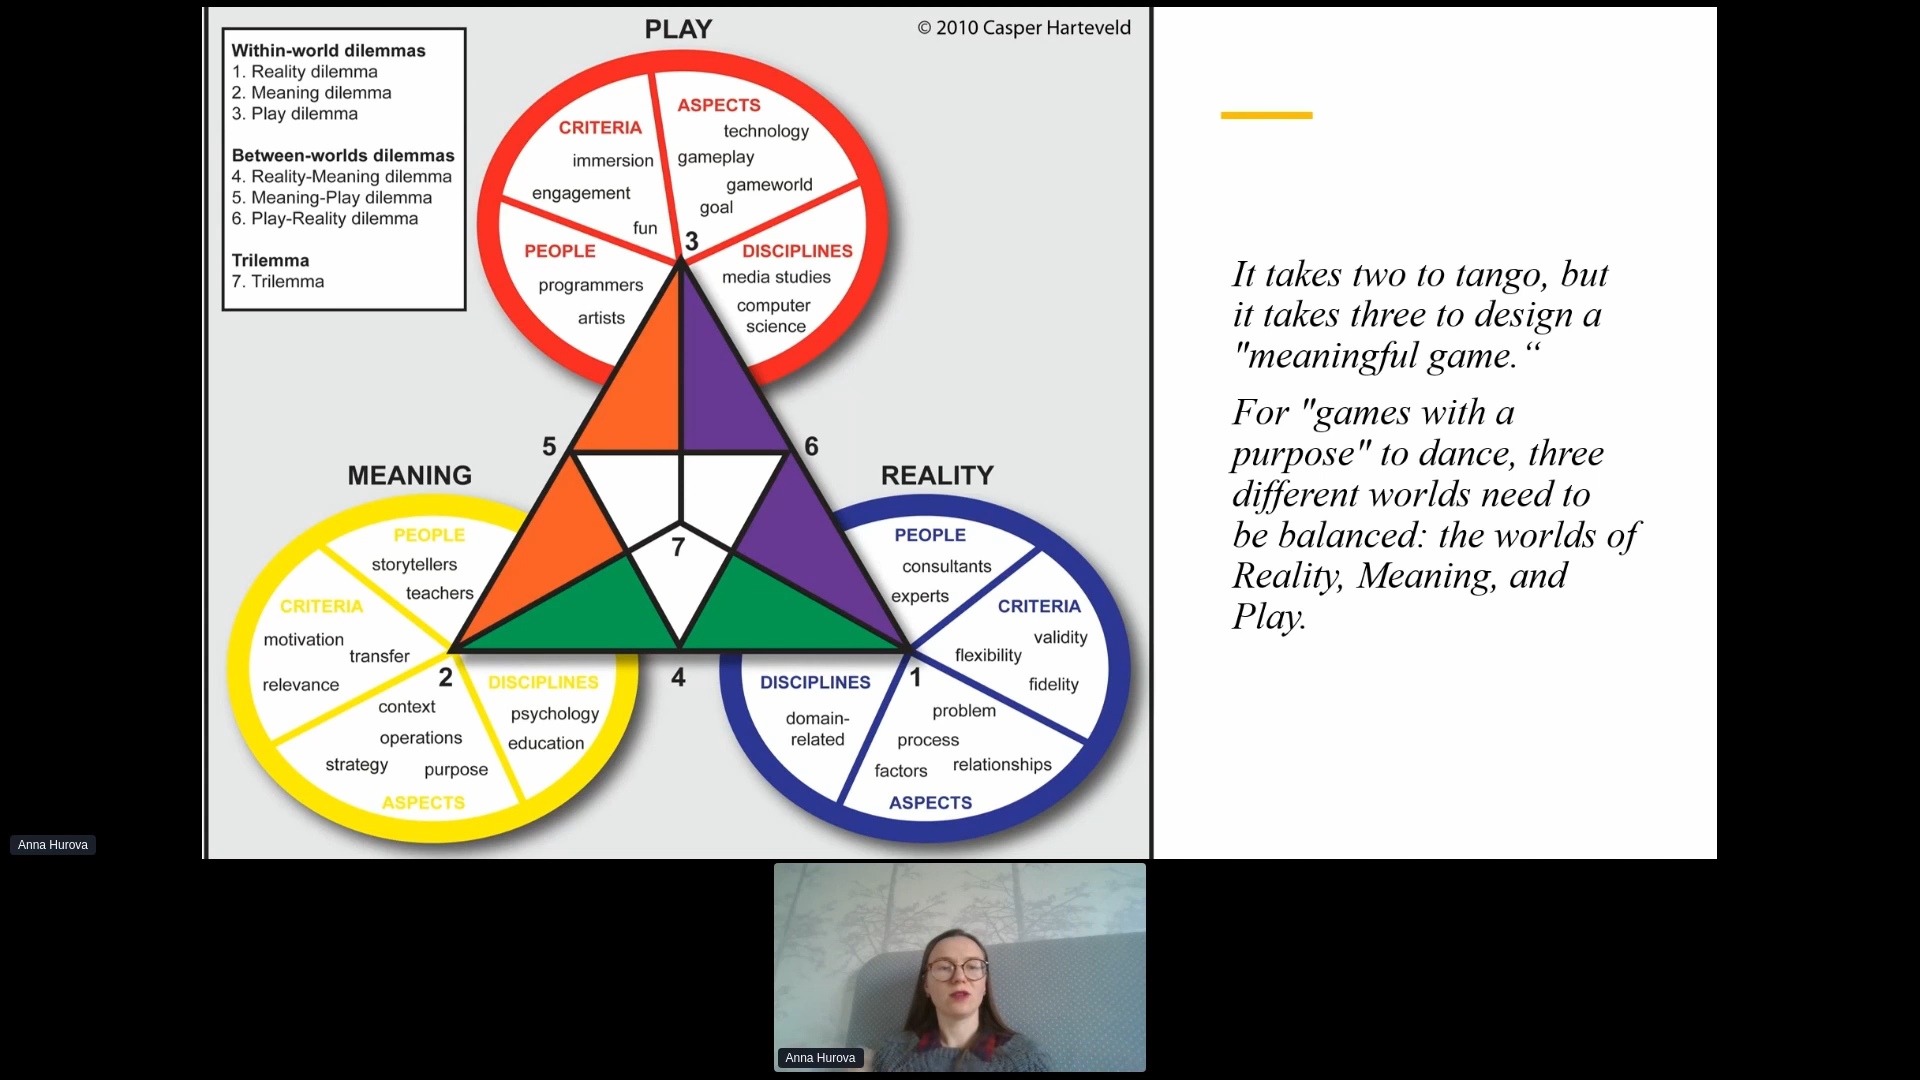 PLAY
© 2010 Casper Harteveld
Within-world dilemmas
1. Reality dilemma
2. Meaning dilemma
3. Play dilemma
Between-worlds dilemmas
4. Reality-Meaning dilemma
5. Meaning-Play dilemma
6. Play-Reality dilemma
Trilemma
7. Trilemma
CRITERIA
immersion
engagement
fun
ASPECTS
technology
gameplay
gameworld
goal
PEOPLE
programmers
artists
DISCIPLINES
media studies
computer
science
3
5
6
7
2
4
1
MEANING
PEOPLE
storytellers
teachers
CRITERIA
motivation
transfer
relevance
DISCIPLINES
psychology
education
context
operations
strategy
purpose
ASPECTS
REALITY
PEOPLE
consultants
experts
CRITERIA
validity
flexibility
fidelity
DISCIPLINES
domain-
related
problem
process
factors
relationships
ASPECTS
It takes two to tango, but
it takes three to design a
"meaningful game.“
For "games with a
purpose" to dance, three
different worlds need to
be balanced: the worlds of
Reality, Meaning, and
Play.
Anna Hurova
Anna Hurova